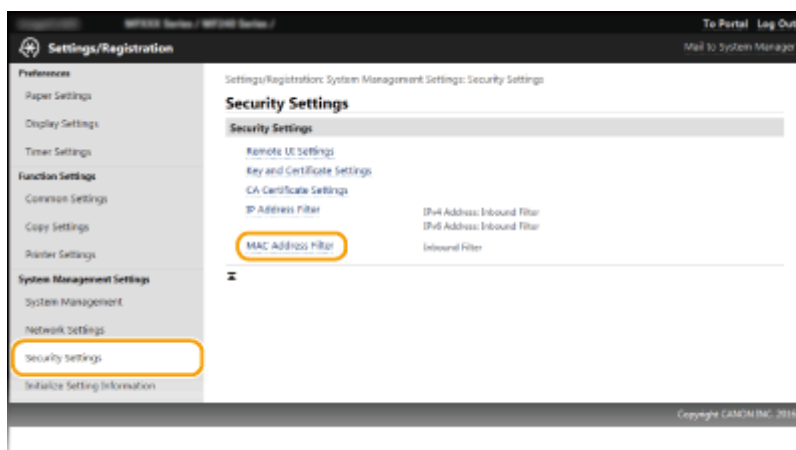 To Portal Log Out
Settings/Registration
Mail to System Manager
Preferences
Paper Settings
Display Settings
Timer Settings
Function Settings
Common Settings
Copy Settings
Printer Settings
System Management Settings
System Management
Network Settings
Security Settings
Initialize Setting Information
Settings/Registration: System Management Settings: Security Settings
Security Settings
Security Settings
Remote UI Settings
Key and Certificate Settings
CA Certificate Settings
IP Address Filter
IPv4 Address: Inbound Filter
IPv6 Address: Inbound Filter
MAC Address Filter
Inbound Filter
Copyright CANON INC. 2016